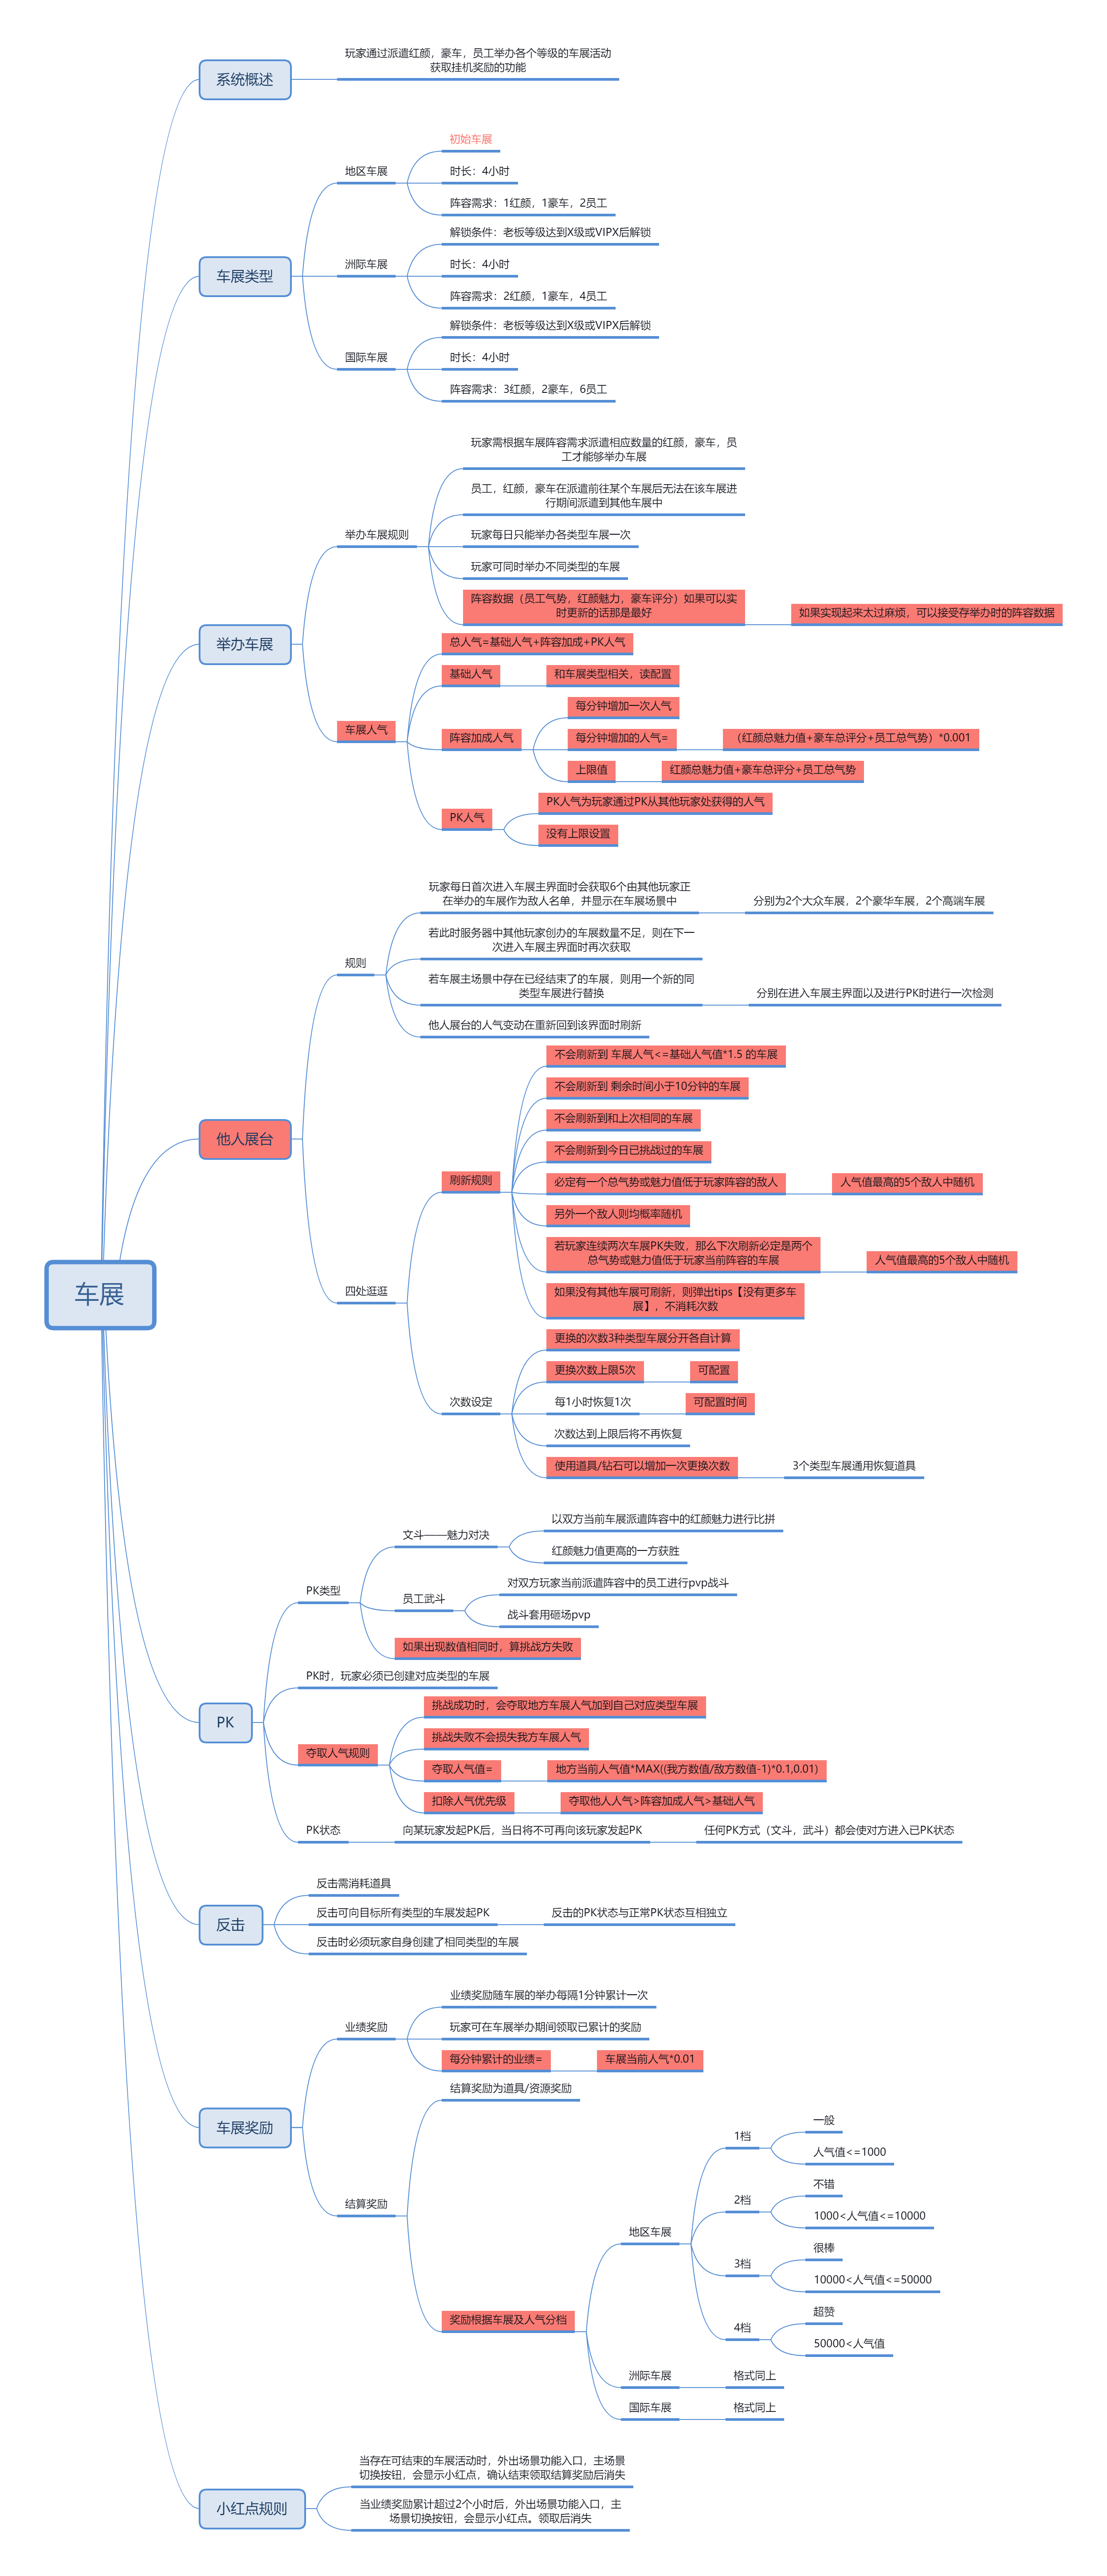 车展
系统概述
玩家通过派遣红颜，豪车，员工举办各个等级的车展活动
获取挂机奖励的功能
车展类型
地区车展
初始车展
时长：4小时
阵容需求：1红颜，1豪车，2员工
洲际车展
解锁条件：老板等级达到X级或VIPX后解锁
时长：4小时
阵容需求：2红颜，1豪车，4员工
国际车展
解锁条件：老板等级达到X级或VIPX后解锁
时长：4小时
阵容需求：3红颜，2豪车，6员工
举办车展
举办车展规则
玩家需根据车展阵容需求派遣相应数量的红颜，豪车，员
工才能够举办车展
员工，红颜，豪车在派遣前往某个车展后无法在该车展进
行期间派遣到其他车展中
玩家每日只能举办各类型车展一次
玩家可同时举办不同类型的车展
阵容数据（员工气势，红颜魅力，豪车评分）如果可以实
时更新的话那是最好
如果实现起来太过麻烦，可以接受存举办时的阵容数据
车展人气
总人气=基础人气+阵容加成+PK人气
基础人气
和车展类型相关，读配置
阵容加成人气
每分钟增加一次人气
每分钟增加的人气=
（红颜总魅力值+豪车总评分+员工总气势）*0.001
上限值
红颜总魅力值+豪车总评分+员工总气势
PK人气
PK人气为玩家通过PK从其他玩家处获得的人气
没有上限设置
他人展台
规则
玩家每日首次进入车展主界面时会获取6个由其他玩家正
在举办的车展作为敌人名单，并显示在车展场景中
分别为2个大众车展，2个豪华车展，2个高端车展
若此时服务器中其他玩家创办的车展数量不足，则在下一
次进入车展主界面时再次获取
若车展主场景中存在已经结束了的车展，则用一个新的同
类型车展进行替换
分别在进入车展主界面以及进行PK时进行一次检测
他人展台的人气变动在重新回到该界面时刷新
四处逛逛
刷新规则
不会刷新到 车展人气<=基础人气值*1.5 的车展
不会刷新到 剩余时间小于10分钟的车展
不会刷新到和上次相同的车展
不会刷新到今日已挑战过的车展
必定有一个总气势或魅力值低于玩家阵容的敌人
人气值最高的5个敌人中随机
另外一个敌人则均概率随机
若玩家连续两次车展PK失败，那么下次刷新必定是两个
总气势或魅力值低于玩家当前阵容的车展
人气值最高的5个敌人中随机
如果没有其他车展可刷新，则弹出tips【没有更多车
展】，不消耗次数
次数设定
更换的次数3种类型车展分开各自计算
更换次数上限5次
可配置
每1小时恢复1次
可配置时间
次数达到上限后将不再恢复
使用道具/钻石可以增加一次更换次数
3个类型车展通用恢复道具
PK
PK类型
文斗——魅力对决
以双方当前车展派遣阵容中的红颜魅力进行比拼
红颜魅力值更高的一方获胜
员工武斗
对双方玩家当前派遣阵容中的员工进行pvp战斗
战斗套用砸场pvp
如果出现数值相同时，算挑战方失败
PK时，玩家必须已创建对应类型的车展
夺取人气规则
挑战成功时，会夺取地方车展人气加到自己对应类型车展
挑战失败不会损失我方车展人气
夺取人气值=
地方当前人气值*MAX((我方数值/敌方数值-1)*0.1,0.01)
扣除人气优先级
夺取他人人气>阵容加成人气>基础人气
PK状态
向某玩家发起PK后，当日将不可再向该玩家发起PK
任何PK方式（文斗，武斗）都会使对方进入已PK状态
反击
反击需消耗道具
反击可向目标所有类型的车展发起PK
反击的PK状态与正常PK状态互相独立
反击时必须玩家自身创建了相同类型的车展
车展奖励
业绩奖励
业绩奖励随车展的举办每隔1分钟累计一次
玩家可在车展举办期间领取已累计的奖励
每分钟累计的业绩=
车展当前人气*0.01
结算奖励
结算奖励为道具/资源奖励
奖励根据车展及人气分档
地区车展
1档
一般
人气值<=1000
2档
不错
1000<人气值<=10000
3档
很棒
10000<人气值<=50000
4档
超赞
50000<人气值
洲际车展
格式同上
国际车展
格式同上
小红点规则
当存在可结束的车展活动时，外出场景功能入口，主场景
切换按钮，会显示小红点，确认结束领取结算奖励后消失
当业绩奖励累计超过2个小时后，外出场景功能入口，主
场景切换按钮，会显示小红点。领取后消失